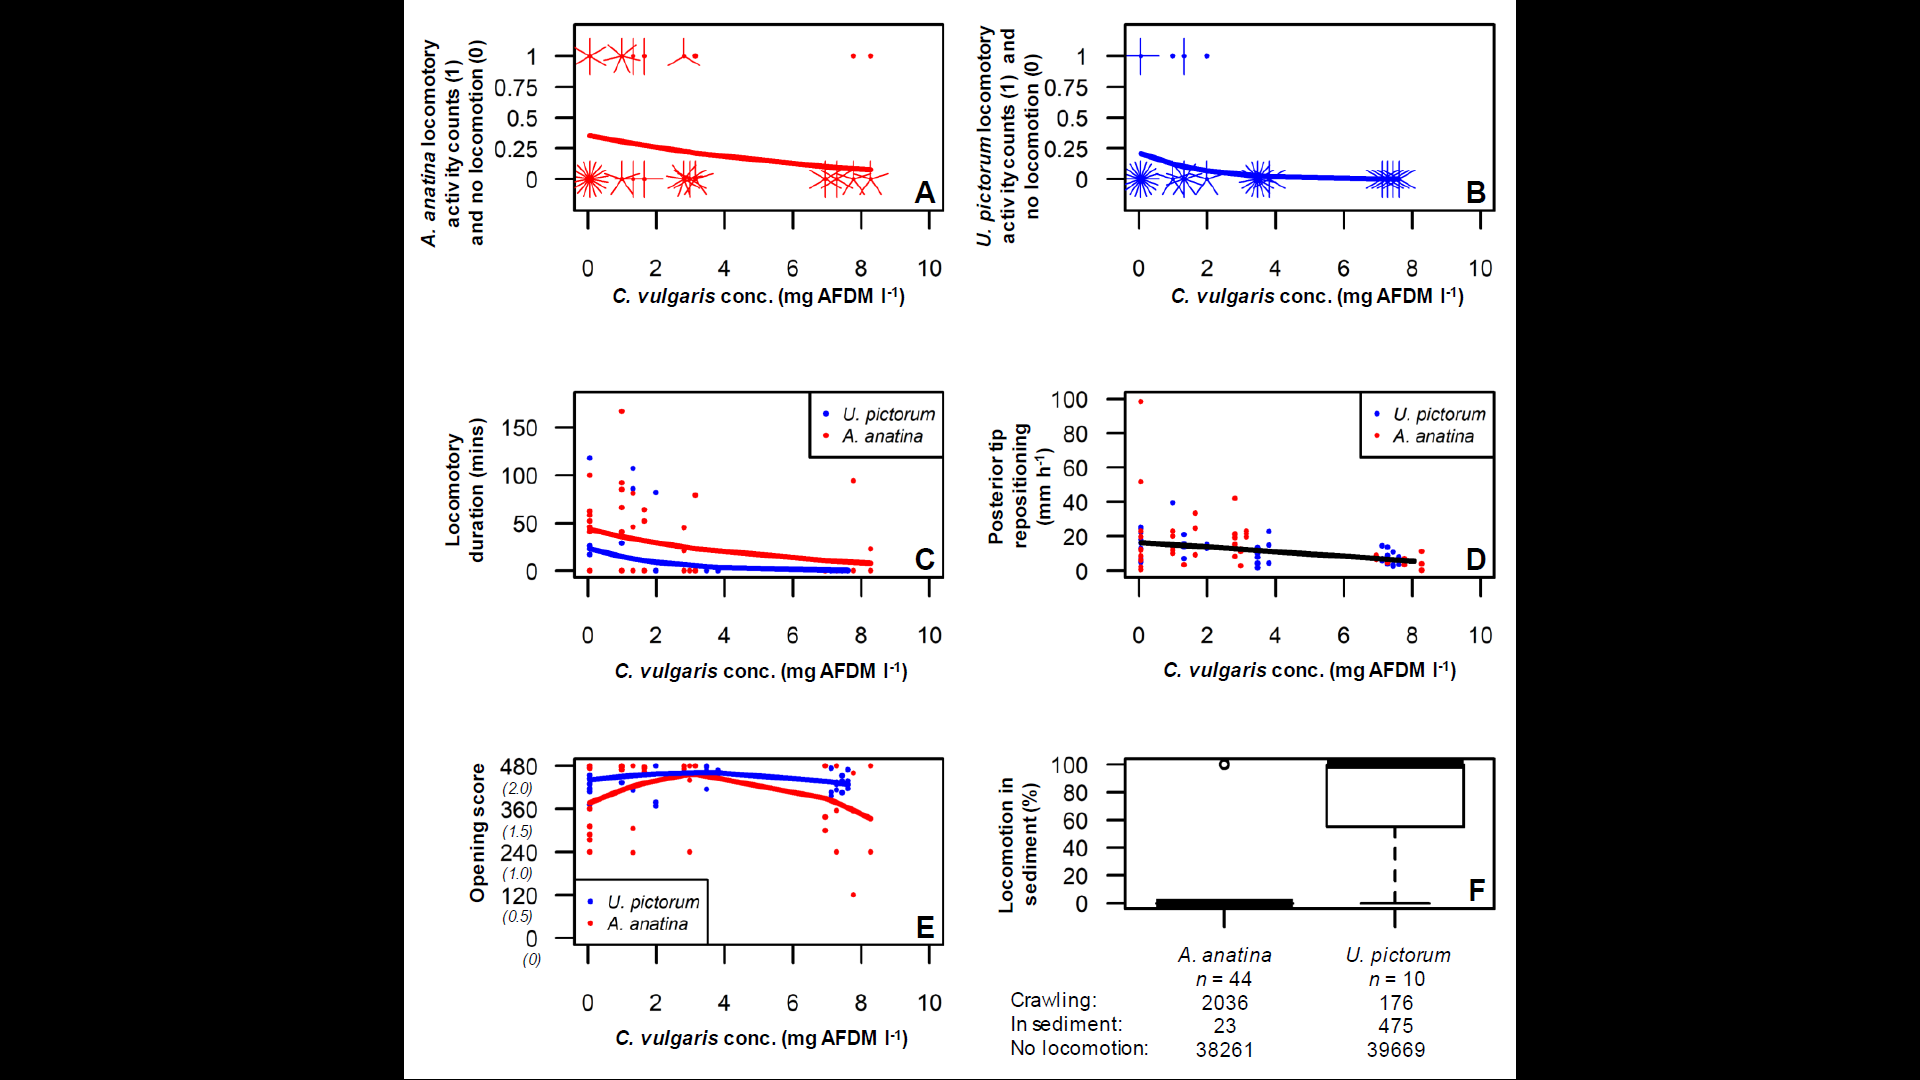 A. anatina locomotory
activity counts (1)
and no locomotion (0)
1
0.75
0.5
0.25
0
A
0 2 4 6 8 10
C. vulgaris conc. (mg AFDM l-1)
U. pictorum locomotory
activity counts (1) and
no locomotion (0)
1
0.75
0.5
0.25
0
B
0 2 4 6 8 10
C. vulgaris conc. (mg AFDM l-1)
Locomotory
duration (mins)
150
100
50
0
U. pictorum
A. anatina
C
0 2 4 6 8 10
C. vulgaris conc. (mg AFDM l-1)
Posterior tip
repositioning
(mm h-1)
100
80
60
40
20
0
U. pictorum
A. anatina
D
0 2 4 6 8 10
C. vulgaris conc. (mg AFDM l-1)
Opening score
480
(2.0)
360
(1.5)
240
(1.0)
120
(0.5)
0
(0)
U. pictorum
A. anatina
E
0 2 4 6 8 10
C. vulgaris conc. (mg AFDM l-1)
Locomotion in
sediment (%)
100
80
60
40
20
0
F
A. anatina U. pictorum
n = 44 n = 10
Crawling: 2036 176
In sediment: 23 475
No locomotion: 38261 39669